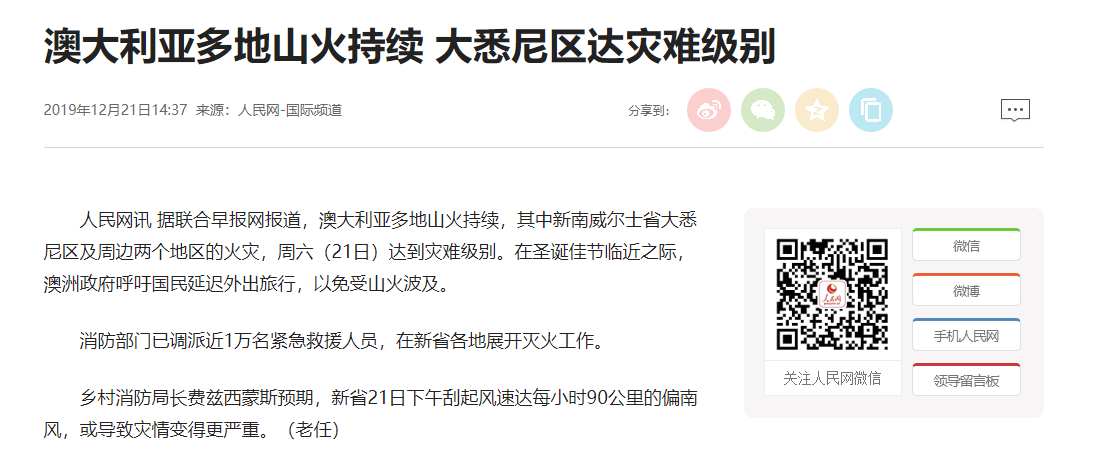 澳大利亚多地山火持续 大悉尼区达灾难级别
2019年12月21日14:37 来源：人民网-国际频道
分享到：
人民网讯 据联合早报网报道，澳大利亚多地山火持续，其中新南威尔士省大悉
尼区及周边两个地区的火灾，周六（21日）达到灾难级别。在圣诞佳节临近之际，
澳洲政府呼吁国民延迟外出旅行，以免受山火波及。
消防部门已调派近1万名紧急救援人员，在新省各地展开灭火工作。
乡村消防局长费兹西蒙斯预期，新省21日下午刮起风速达每小时90公里的偏南
风，或导致灾情变得更严重。（老任）
人民网
关注人民网微信
微信
微博
手机人民网
领导留言板